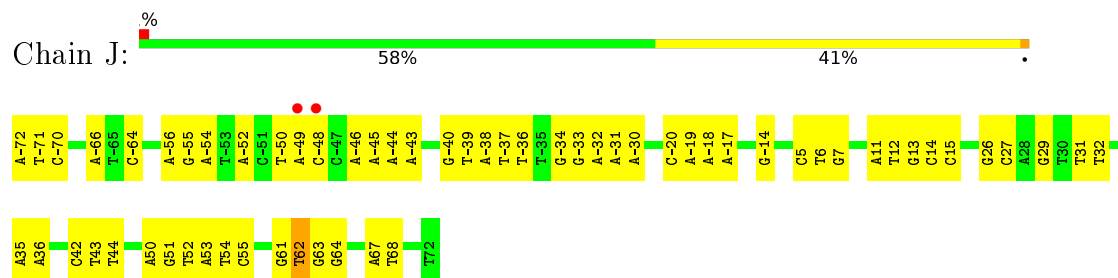 %
Chain J:
58% 41% •
A-72 T-71 C-70 A-66 T-65 C-64 A-56 G-55 A-54 T-53 A-52 C-51 T-50 A-49 C-48 C-47 A-46 A-45 A-44 A-43 G-40 T-39 A-38 T-37 T-36 T-35 G-34 G-33 A-32 A-31 A-30 C-20 A-19 A-18 A-17 G-14 C5 T6 G7 A11 T12 G13 C14 C15 G26 C27 A28 G29 T30 T31 T32
A35 A36 C42 T43 T44 A50 G51 T52 A53 T54 C55 G61 T62 G63 G64 A67 T68 T72